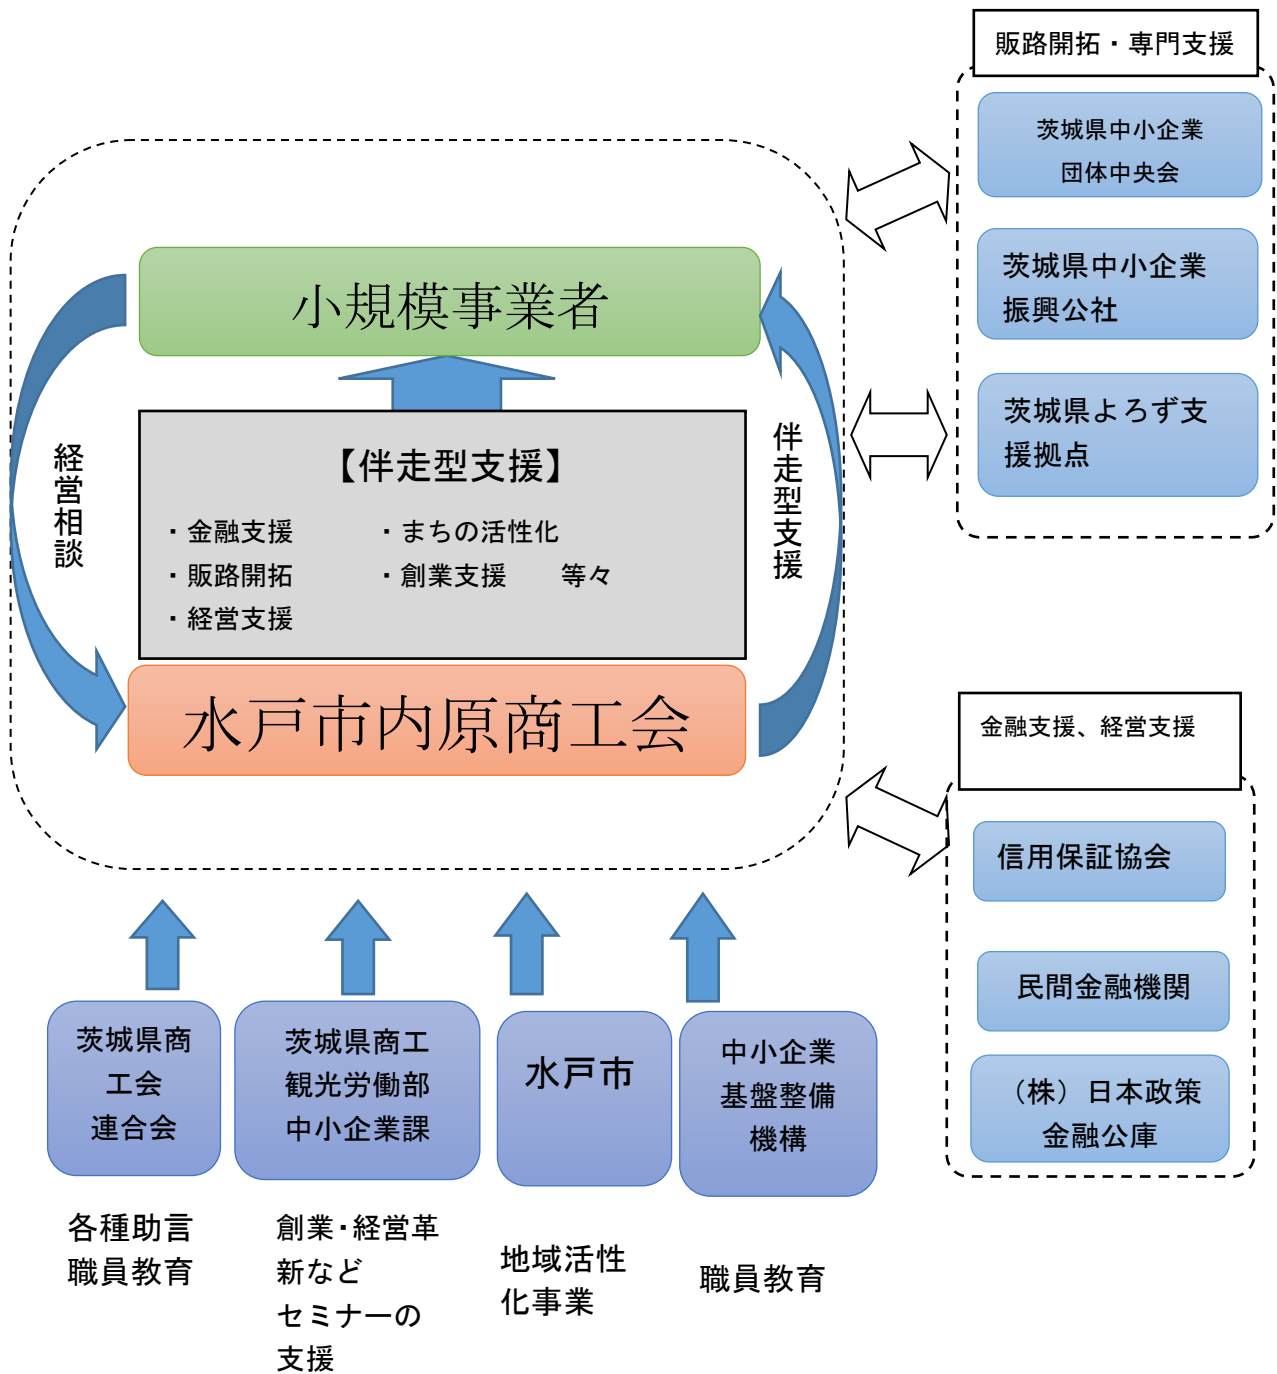 販路開拓・専門支援
茨城県中小企業
団体中央会
茨城県中小企業
振興公社
茨城県よろず支
援拠点
小規模事業者
経営相談
伴走型支援
【伴走型支援】
・金融支援　　　・まちの活性化
・販路開拓　　　・創業支援　　等々
・経営支援
水戸市内原商工会
金融支援、経営支援
信用保証協会
民間金融機関
（株）日本政策
金融公庫
茨城県商
工会
連合会
茨城県商工
観光労働部
中小企業課
水戸市
中小企業
基盤整備
機構
各種助言
職員教育
創業・経営革
新など
セミナーの
支援
地域活性
化事業
職員教育